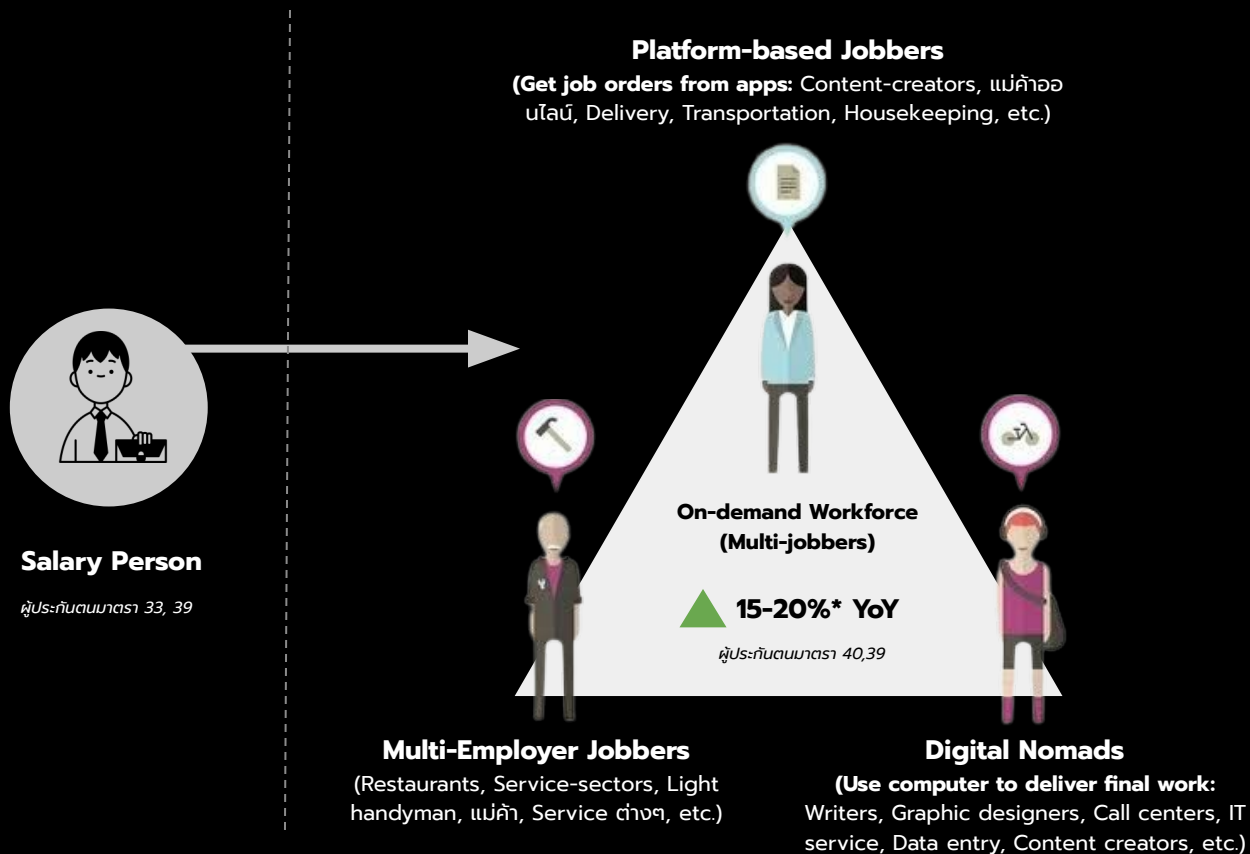 Platform-based Jobbers
(Get job orders from apps: Content-creators, แม่ค้าออ
นไลน์, Delivery, Transportation, Housekeeping, etc.)
Salary Person
ผู้ประกันตนมาตรา 33, 39
On-demand Workforce
(Multi-jobbers)
15-20%* YoY
ผู้ประกันตนมาตรา 40,39
Multi-Employer Jobbers
(Restaurants, Service-sectors, Light
handyman, แม่ค้า, Service ต่างๆ, etc.)
Digital Nomads
(Use computer to deliver final work:
Writers, Graphic designers, Call centers, IT
service, Data entry, Content creators, etc.)